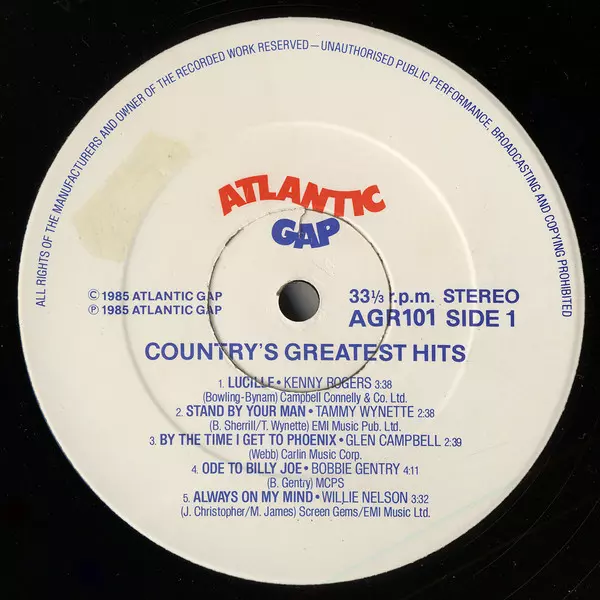 ALL RIGHTS OF THE MANUFACTURERS AND OWNER OF THE RECORDED WORK RESERVED — UNAUTHORISED PUBLIC PERFORMANCE, BROADCASTING AND COPYING PROHIBITED
ATLANTIC
GAP
© 1985 ATLANTIC GAP
℗ 1985 ATLANTIC GAP
33⅓ r.p.m. STEREO
AGR101 SIDE 1
COUNTRY'S GREATEST HITS
1. LUCILLE • KENNY ROGERS 3:38
(Bowling-Bynam) Campbell Connelly & Co. Ltd.
2. STAND BY YOUR MAN • TAMMY WYNETTE 2:38
(B. Sherrill/T. Wynette) EMI Music Pub. Ltd.
3. BY THE TIME I GET TO PHOENIX • GLEN CAMPBELL 2:39
(Webb) Carlin Music Corp.
4. ODE TO BILLY JOE • BOBBIE GENTRY 4:11
(B. Gentry) MCPS
5. ALWAYS ON MY MIND • WILLIE NELSON 3:32
(J. Christopher/M. James) Screen Gems/EMI Music Ltd.